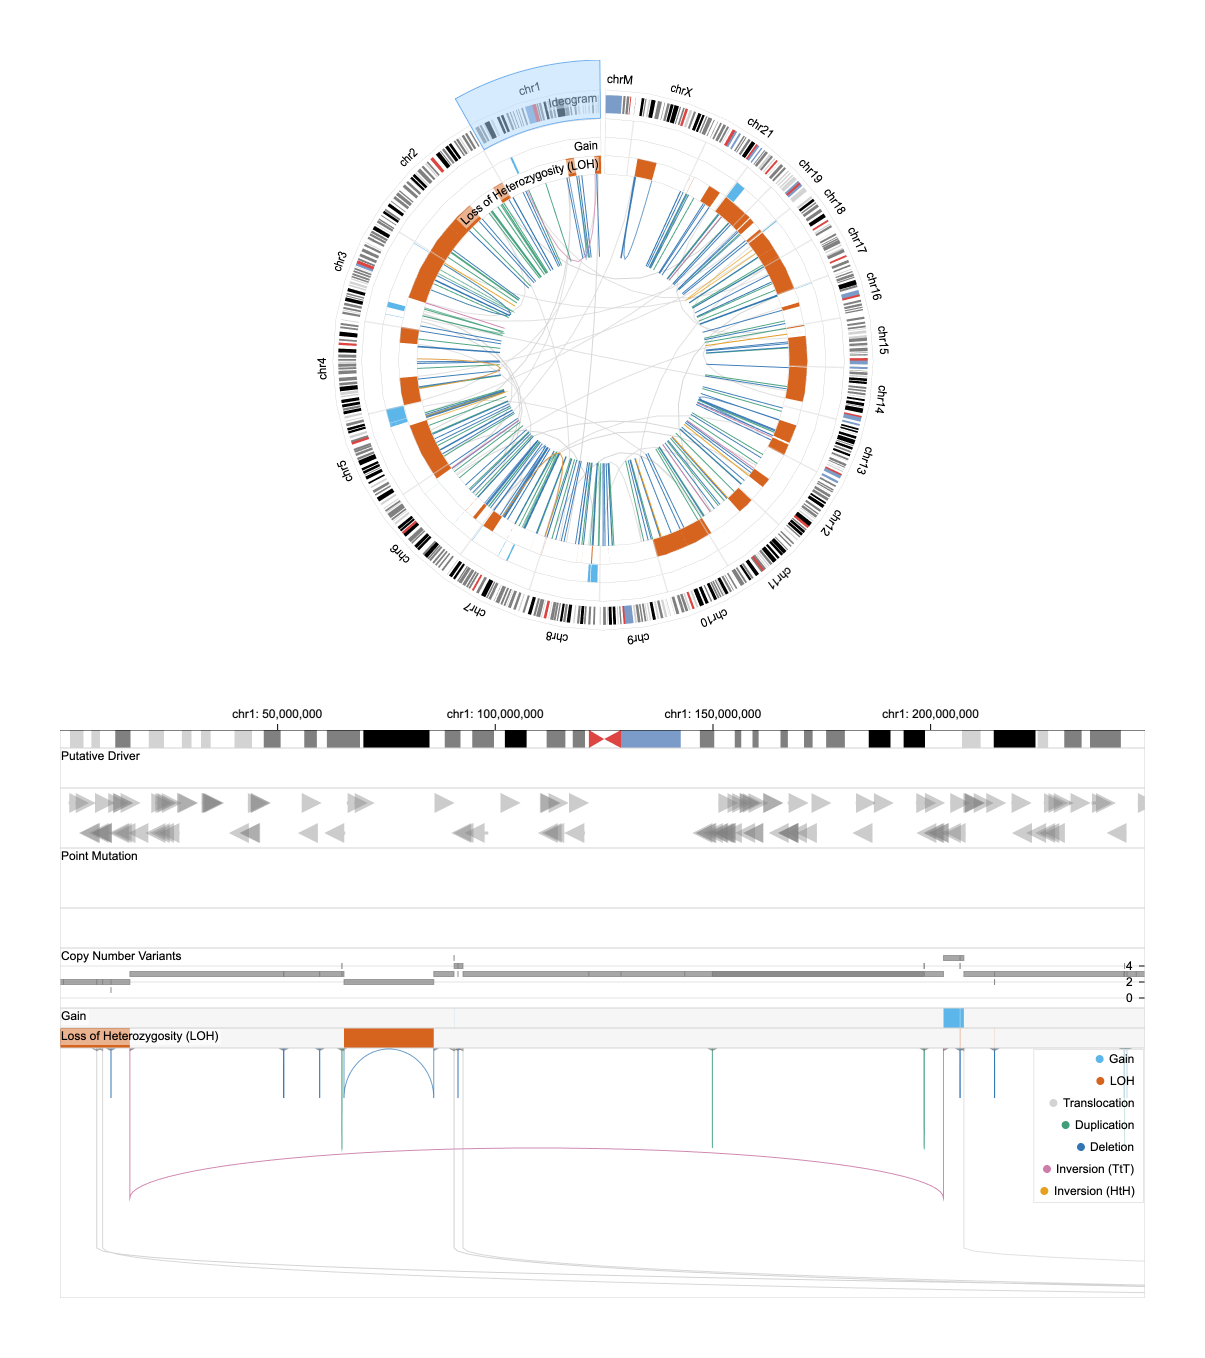 chrM
chrX
chr21
chr19
chr18
chr17
chr16
chr15
chr14
chr13
chr12
chr11
chr10
chr9
chr8
chr7
chr6
chr5
chr4
chr3
chr2
chr1
Ideogram
Gain
Loss of Heterozygosity (LOH)
chr1: 50,000,000
chr1: 100,000,000
chr1: 150,000,000
chr1: 200,000,000
Putative Driver
Point Mutation
Copy Number Variants
4
2
0
Gain
Loss of Heterozygosity (LOH)
Gain
LOH
Translocation
Duplication
Deletion
Inversion (TtT)
Inversion (HtH)